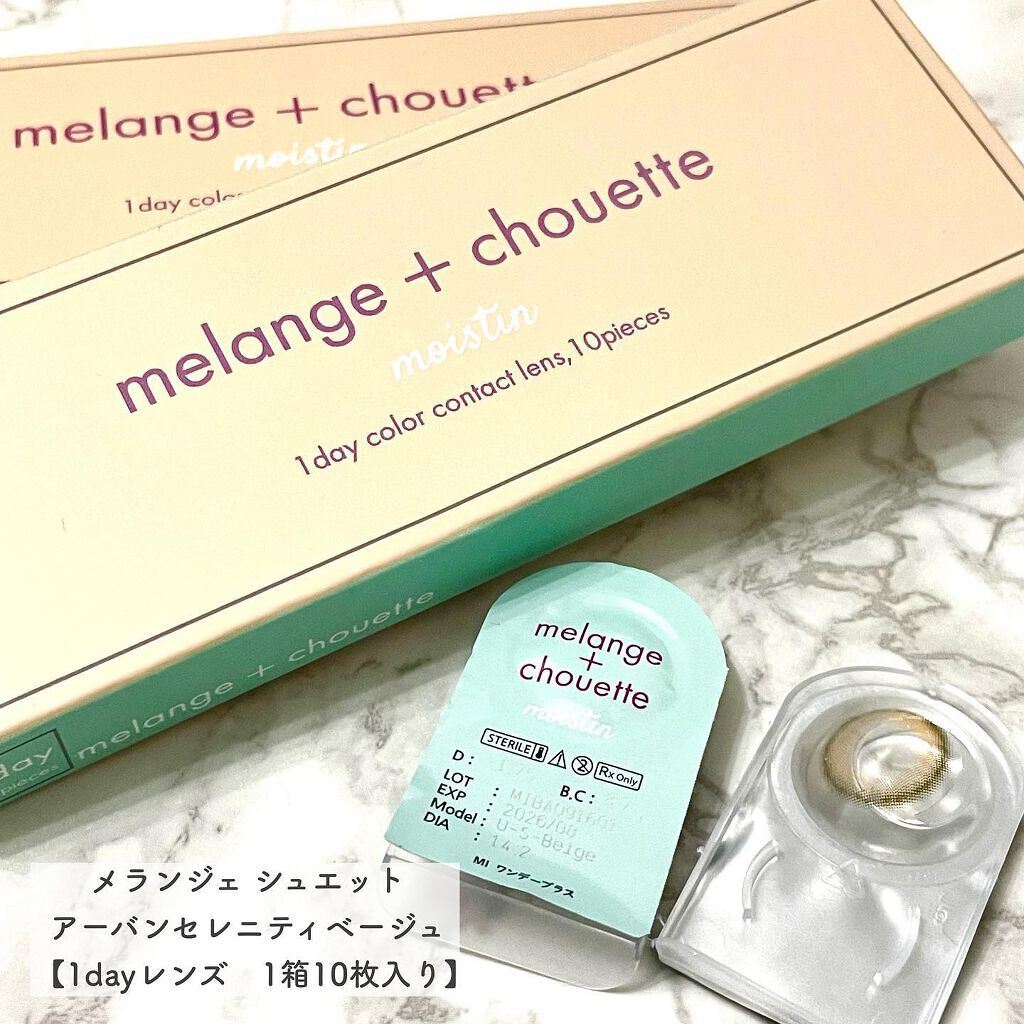 melange + chouett
moistin
1day color
melange + chouette
moistin
1day color contact lens,10pieces
melange + chouette
day
pieces
melange
+
chouette
moistin
STERILE
Rx Only
D :
B.C :
LOT :
EXP : 2026/08
Model : U-S-Beige
DIA : 14.2
MI ワンデープラス
メランジェ シュエット
アーバンセレニティベージュ
【1dayレンズ　1箱10枚入り】